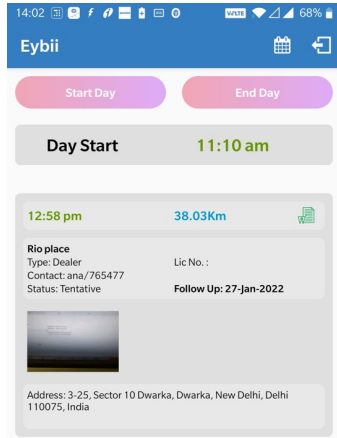 14:02 68%
Eybii
Start Day End Day
Day Start 11:10 am
12:58 pm 38.03Km
Rio place
Type: Dealer Lic No. :
Contact: ana/765477
Status: Tentative Follow Up: 27-Jan-2022
Address: 3-25, Sector 10 Dwarka, Dwarka, New Delhi, Delhi
110075, India